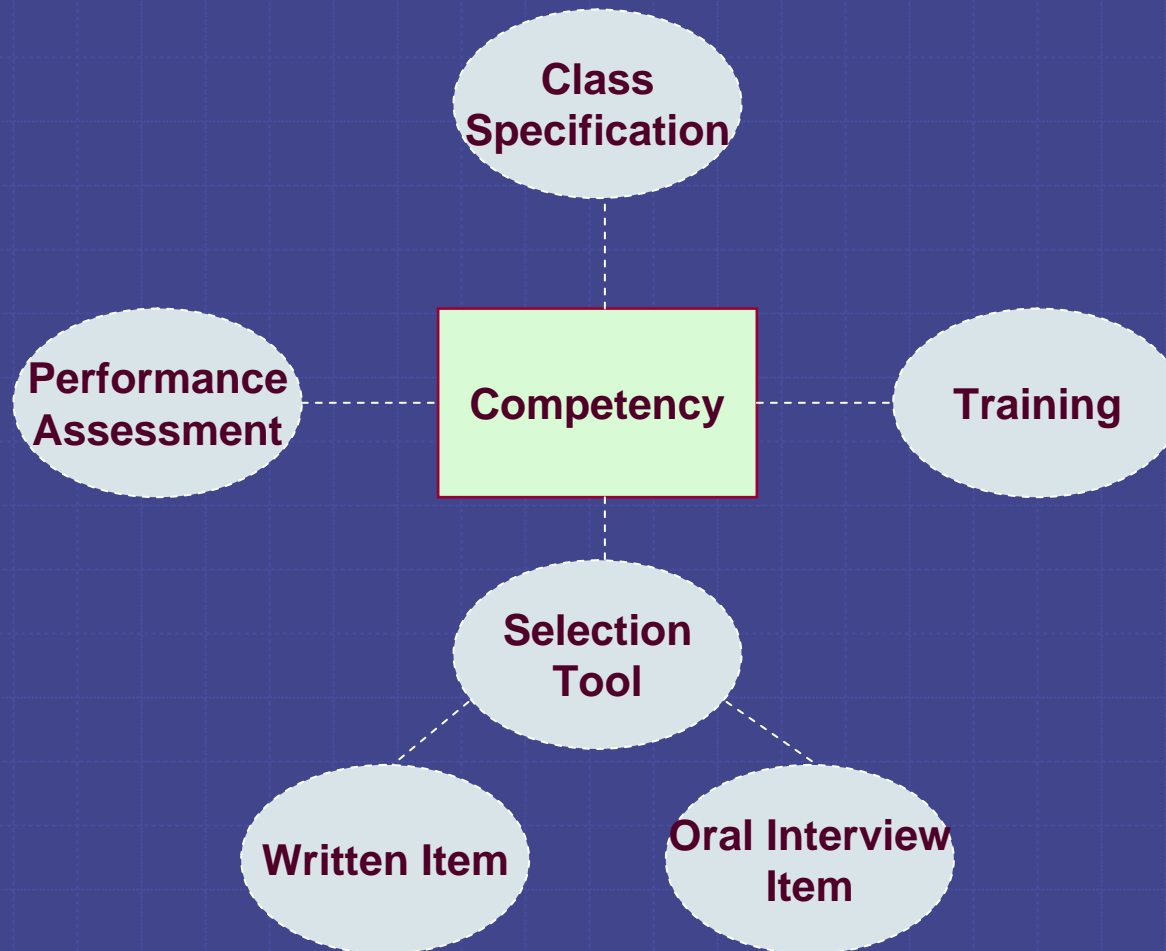 Class
Specification
Performance
Assessment
Competency
Training
Selection
Tool
Written Item
Oral Interview
Item